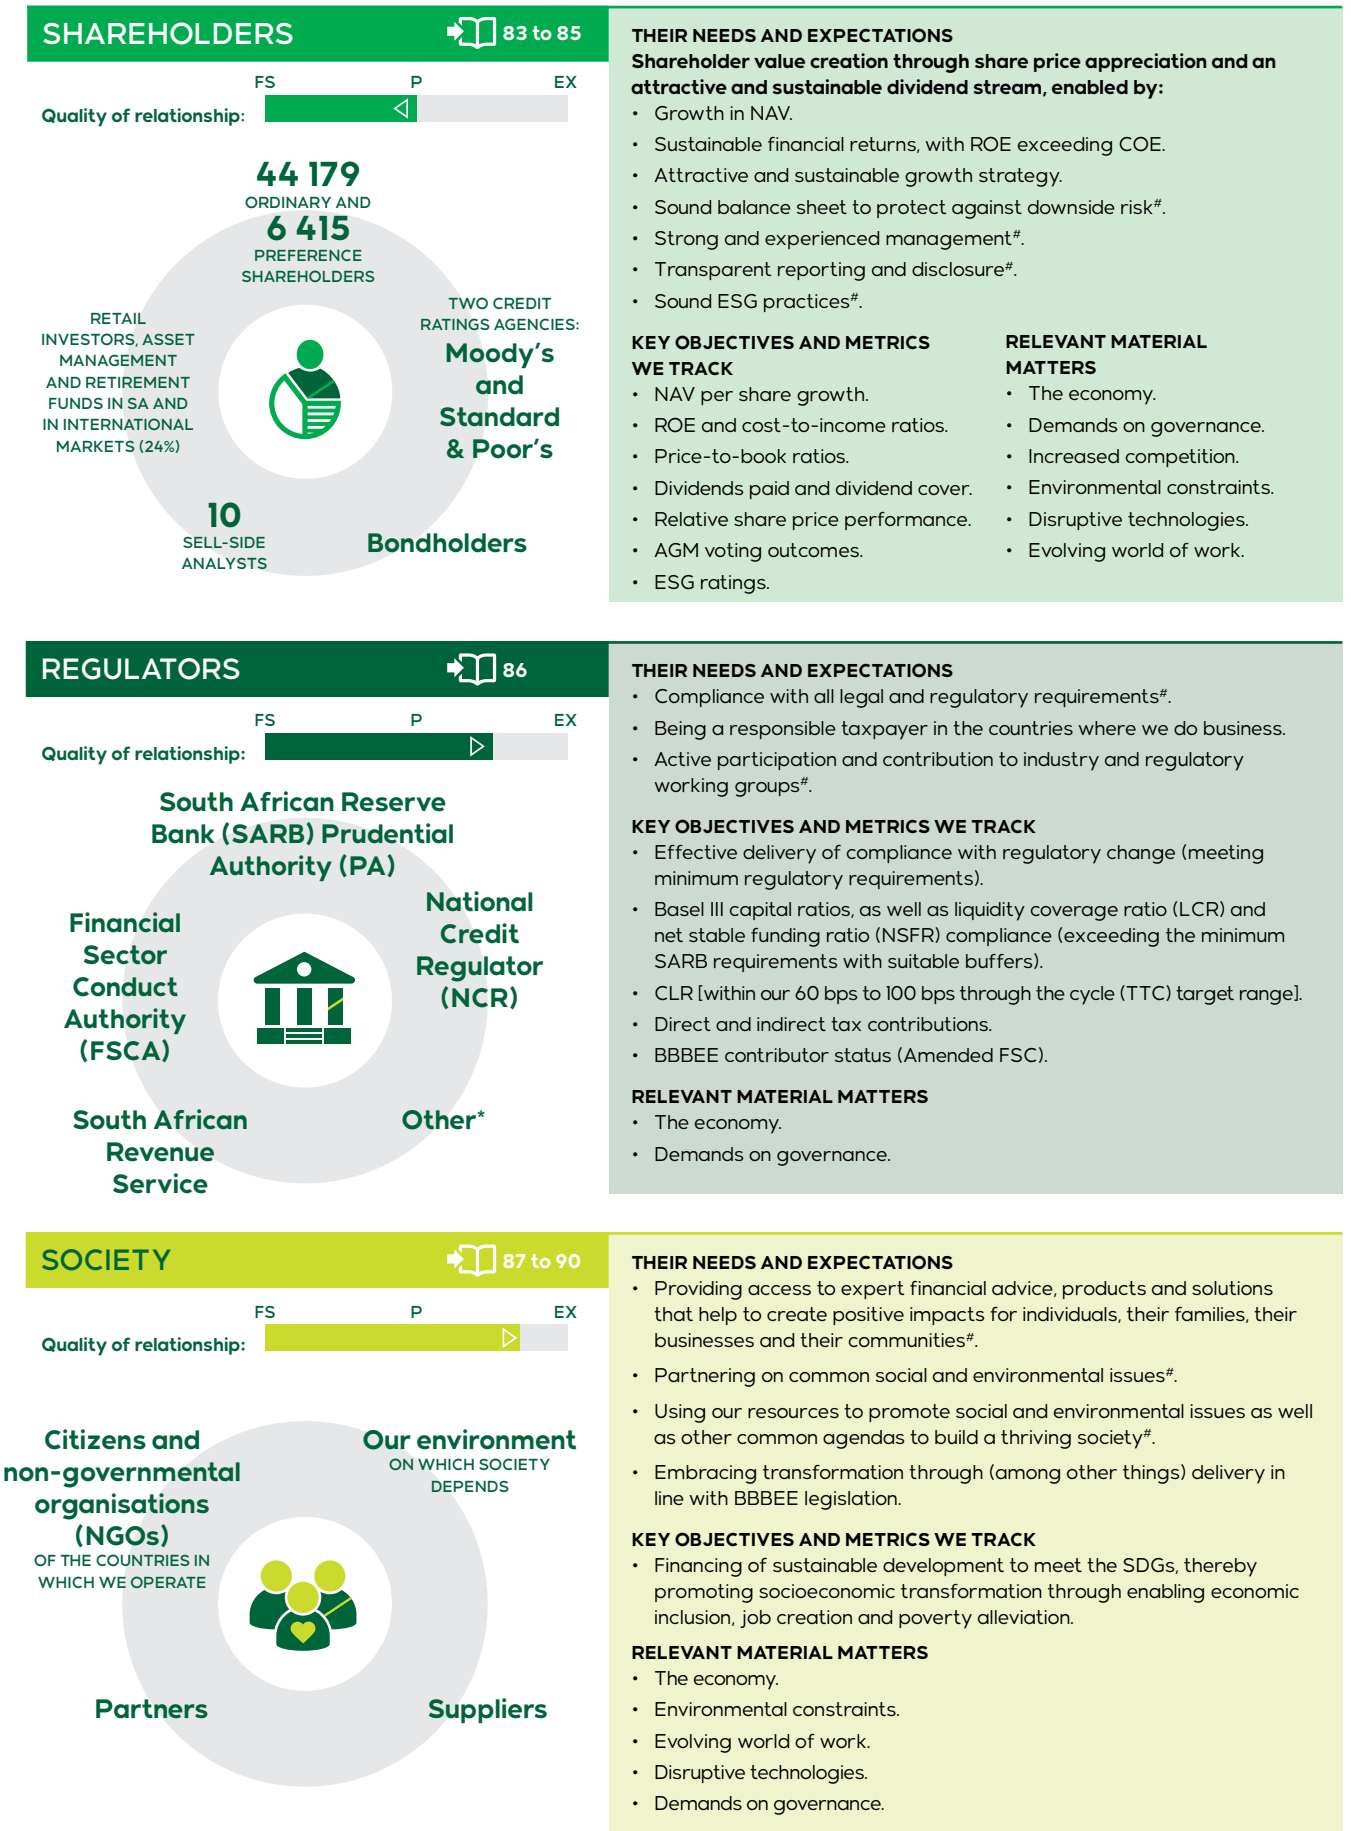 SHAREHOLDERS
83 to 85
FS P EX
Quality of relationship:
44 179
ORDINARY AND
6 415
PREFERENCE
SHAREHOLDERS
RETAIL
INVESTORS, ASSET
MANAGEMENT
AND RETIREMENT
FUNDS IN SA AND
IN INTERNATIONAL
MARKETS (24%)
TWO CREDIT
RATINGS AGENCIES:
Moody's
and
Standard
& Poor's
10
SELL-SIDE
ANALYSTS
Bondholders
THEIR NEEDS AND EXPECTATIONS
Shareholder value creation through share price appreciation and an
attractive and sustainable dividend stream, enabled by:
• Growth in NAV.
• Sustainable financial returns, with ROE exceeding COE.
• Attractive and sustainable growth strategy.
• Sound balance sheet to protect against downside risk#.
• Strong and experienced management#.
• Transparent reporting and disclosure#.
• Sound ESG practices#.
KEY OBJECTIVES AND METRICS
WE TRACK
• NAV per share growth.
• ROE and cost-to-income ratios.
• Price-to-book ratios.
• Dividends paid and dividend cover.
• Relative share price performance.
• AGM voting outcomes.
• ESG ratings.
RELEVANT MATERIAL
MATTERS
• The economy.
• Demands on governance.
• Increased competition.
• Environmental constraints.
• Disruptive technologies.
• Evolving world of work.
REGULATORS
86
FS P EX
Quality of relationship:
South African Reserve
Bank (SARB) Prudential
Authority (PA)
Financial
Sector
Conduct
Authority
(FSCA)
National
Credit
Regulator
(NCR)
South African
Revenue
Service
Other*
THEIR NEEDS AND EXPECTATIONS
• Compliance with all legal and regulatory requirements#.
• Being a responsible taxpayer in the countries where we do business.
• Active participation and contribution to industry and regulatory
working groups#.
KEY OBJECTIVES AND METRICS WE TRACK
• Effective delivery of compliance with regulatory change (meeting
minimum regulatory requirements).
• Basel III capital ratios, as well as liquidity coverage ratio (LCR) and
net stable funding ratio (NSFR) compliance (exceeding the minimum
SARB requirements with suitable buffers).
• CLR [within our 60 bps to 100 bps through the cycle (TTC) target range].
• Direct and indirect tax contributions.
• BBBEE contributor status (Amended FSC).
RELEVANT MATERIAL MATTERS
• The economy.
• Demands on governance.
SOCIETY
87 to 90
FS P EX
Quality of relationship:
Citizens and
non-governmental
organisations
(NGOs)
OF THE COUNTRIES IN
WHICH WE OPERATE
Our environment
ON WHICH SOCIETY
DEPENDS
Partners
Suppliers
THEIR NEEDS AND EXPECTATIONS
• Providing access to expert financial advice, products and solutions
that help to create positive impacts for individuals, their families, their
businesses and their communities#.
• Partnering on common social and environmental issues#.
• Using our resources to promote social and environmental issues as well
as other common agendas to build a thriving society#.
• Embracing transformation through (among other things) delivery in
line with BBBEE legislation.
KEY OBJECTIVES AND METRICS WE TRACK
• Financing of sustainable development to meet the SDGs, thereby
promoting socioeconomic transformation through enabling economic
inclusion, job creation and poverty alleviation.
RELEVANT MATERIAL MATTERS
• The economy.
• Environmental constraints.
• Evolving world of work.
• Disruptive technologies.
• Demands on governance.